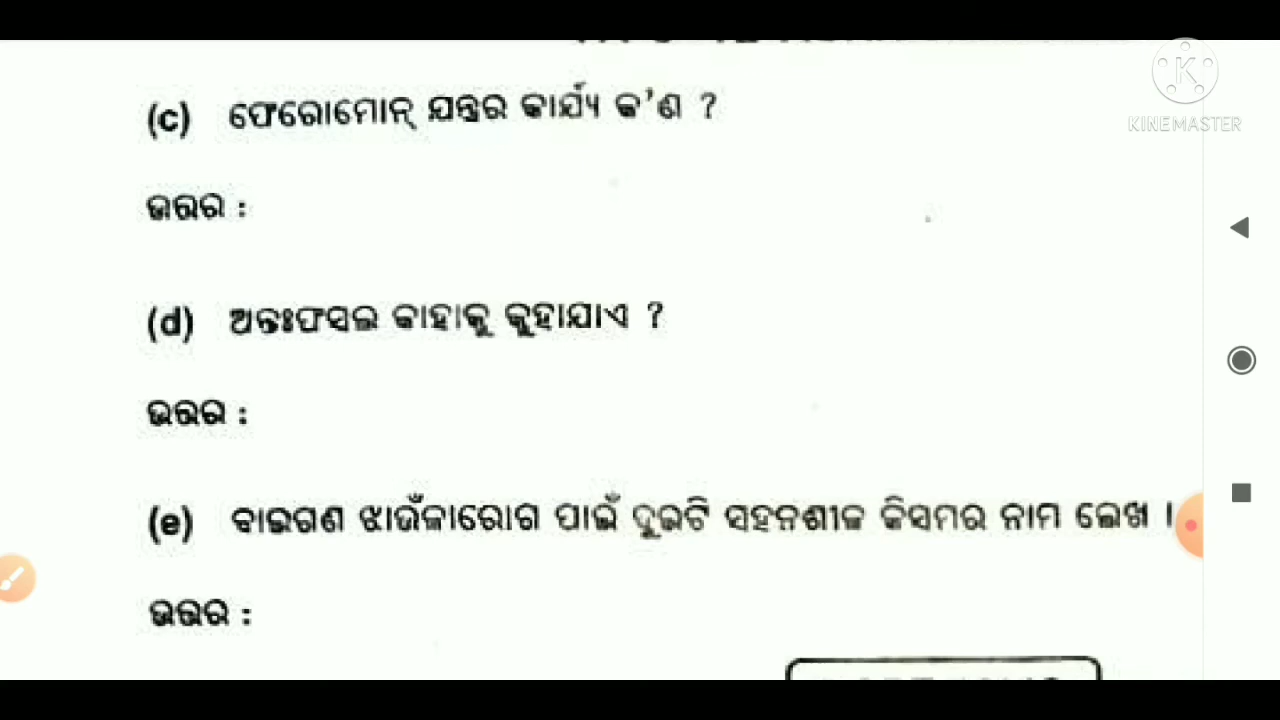 KINEMASTER
(c) ଫେରୋମୋନ୍ ଯନ୍ତ୍ରର କାର୍ଯ୍ୟ କ'ଣ ?
ଉତ୍ତର :
(d) ଅନ୍ତଃଫସଲ କାହାକୁ କୁହାଯାଏ ?
ଉତ୍ତର :
(e) ବାଇଗଣ ଝାଉଁଳାରୋଗ ପାଇଁ ଦୁଇଟି ସହନଶୀଳ କିସମର ନାମ ଲେଖ ।
ଉତ୍ତର :